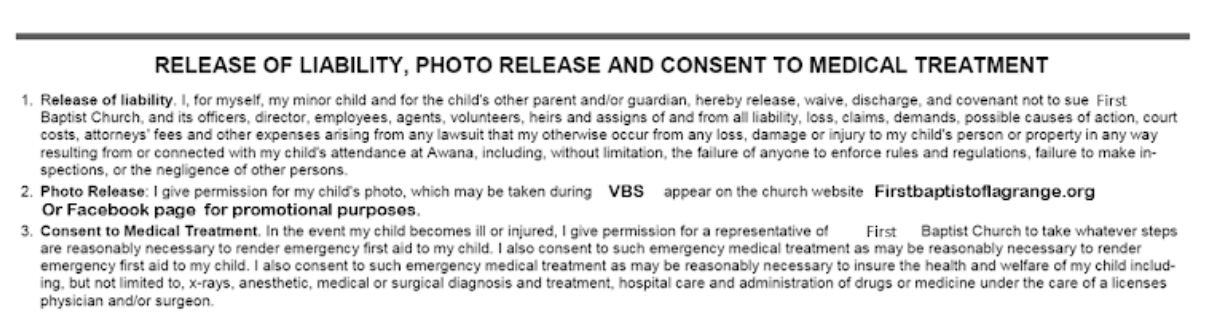 RELEASE OF LIABILITY, PHOTO RELEASE AND CONSENT TO MEDICAL TREATMENT
1. Release of liability. I, for myself, my minor child and for the child's other parent and/or guardian, hereby release, waive, discharge, and covenant not to sue First
Baptist Church, and its officers, director, employees, agents, volunteers, heirs and assigns of and from all liability, loss, claims, demands, possible causes of action, court
costs, attorneys' fees and other expenses arising from any lawsuit that my otherwise occur from any loss, damage or injury to my child's person or property in any way
resulting from or connected with my child's attendance at Awana, including, without limitation, the failure of anyone to enforce rules and regulations, failure to make in-
spections, or the negligence of other persons.
2. Photo Release: I give permission for my child's photo, which may be taken during VBS appear on the church website Firstbaptistoflagrange.org
Or Facebook page for promotional purposes.
3. Consent to Medical Treatment. In the event my child becomes ill or injured, I give permission for a representative of First Baptist Church to take whatever steps
are reasonably necessary to render emergency first aid to my child. I also consent to such emergency medical treatment as may be reasonably necessary to render
emergency first aid to my child. I also consent to such emergency medical treatment as may be reasonably necessary to insure the health and welfare of my child includ-
ing, but not limited to, x-rays, anesthetic, medical or surgical diagnosis and treatment, hospital care and administration of drugs or medicine under the care of a licenses
physician and/or surgeon.